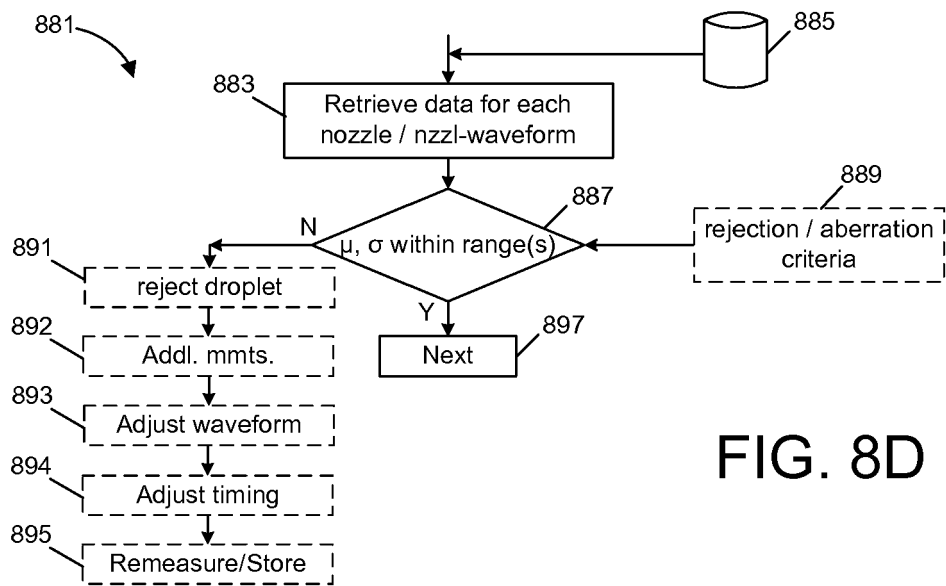 881
885
883
Retrieve data for each
nozzle / nzzl-waveform
887
889
N
μ, σ within range(s)
rejection / aberration
criteria
891
reject droplet
Y
892
897
Addl. mmts.
Next
893
Adjust waveform
894
Adjust timing
FIG. 8D
895
Remeasure/Store